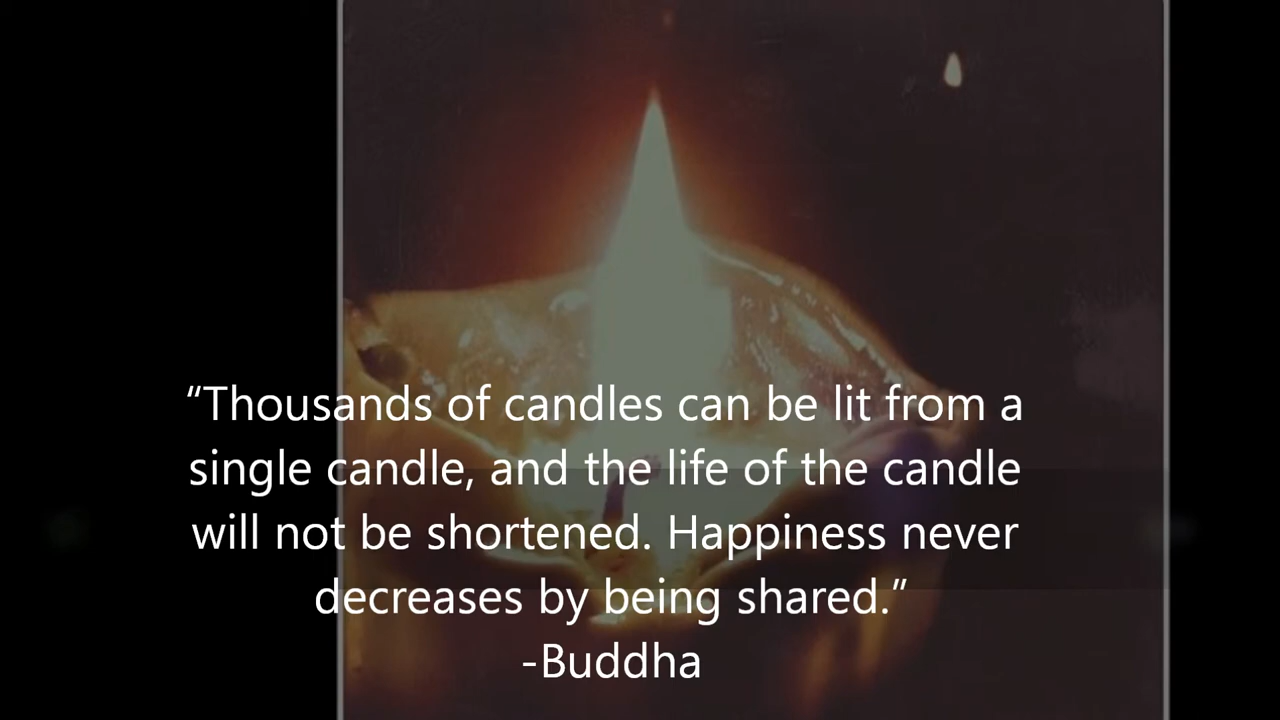 “Thousands of candles can be lit from a
single candle, and the life of the candle
will not be shortened. Happiness never
decreases by being shared.”
-Buddha